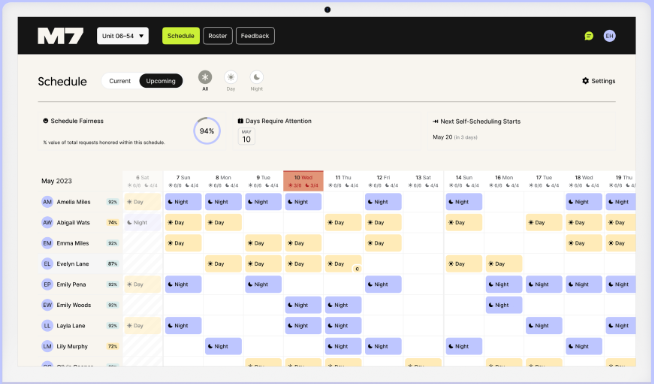 M7 Unit 06-54 Schedule Roster Feedback EH
Schedule Current Upcoming All Day Night Settings
Schedule Fairness 94% Days Require Attention Next Self-Scheduling Starts
% value of total requests honored within this schedule. MAY 10 May 20 (in 2 days)
May 2023 6 Sat 7 Sun 8 Mon 9 Tue 10 Wed 11 Thu 12 Fri 13 Sat 14 Sun 16 Mon 17 Tue 18 Wed 19 Thu
AM Amelia Miles 92% Day Night Night Night Night Night Night Night Night
AW Abigail Wats 74% Night Day Day Day Day Day Day Day Day
EM Emma Miles 92% Day Day Day Day Day Day
EL Evelyn Lane 87% Day Day Day Day C Day Day
EP Emily Pena 92% Day Night Night Night Night Night Night
EW Emily Woods 92% Night Night Night
LL Layla Lane 92% Day Night Night Night Night
LM Lily Murphy 72% Night Night Night Night Night Night